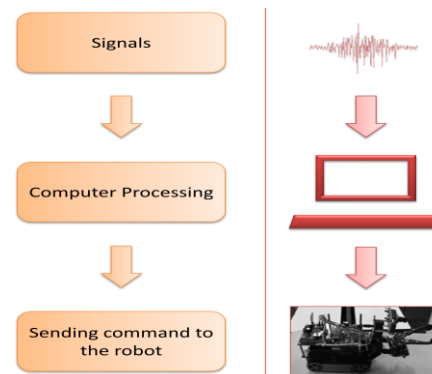 Signals
Computer Processing
Sending command to
the robot